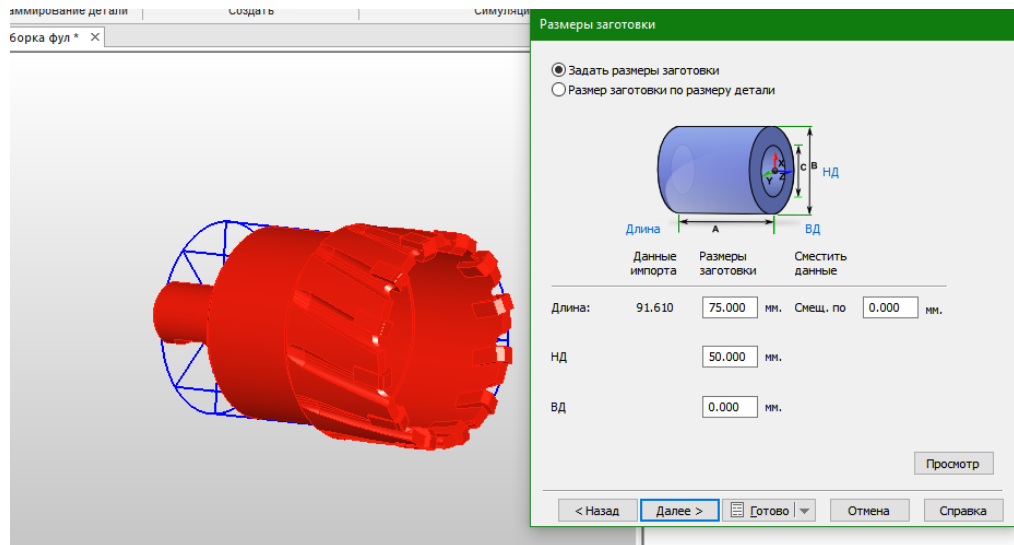 аммирование детали
Создать
Симуляци
борка фул * ×
Размеры заготовки
Задать размеры заготовки
Размер заготовки по размеру детали
X
Y
Z
C
B
НД
Длина
A
ВД
Данные импорта
Размеры заготовки
Сместить данные
Длина: 91.610 75.000 мм. Смещ. по 0.000 мм.
НД 50.000 мм.
ВД 0.000 мм.
Просмотр
< Назад Далее > Готово Отмена Справка